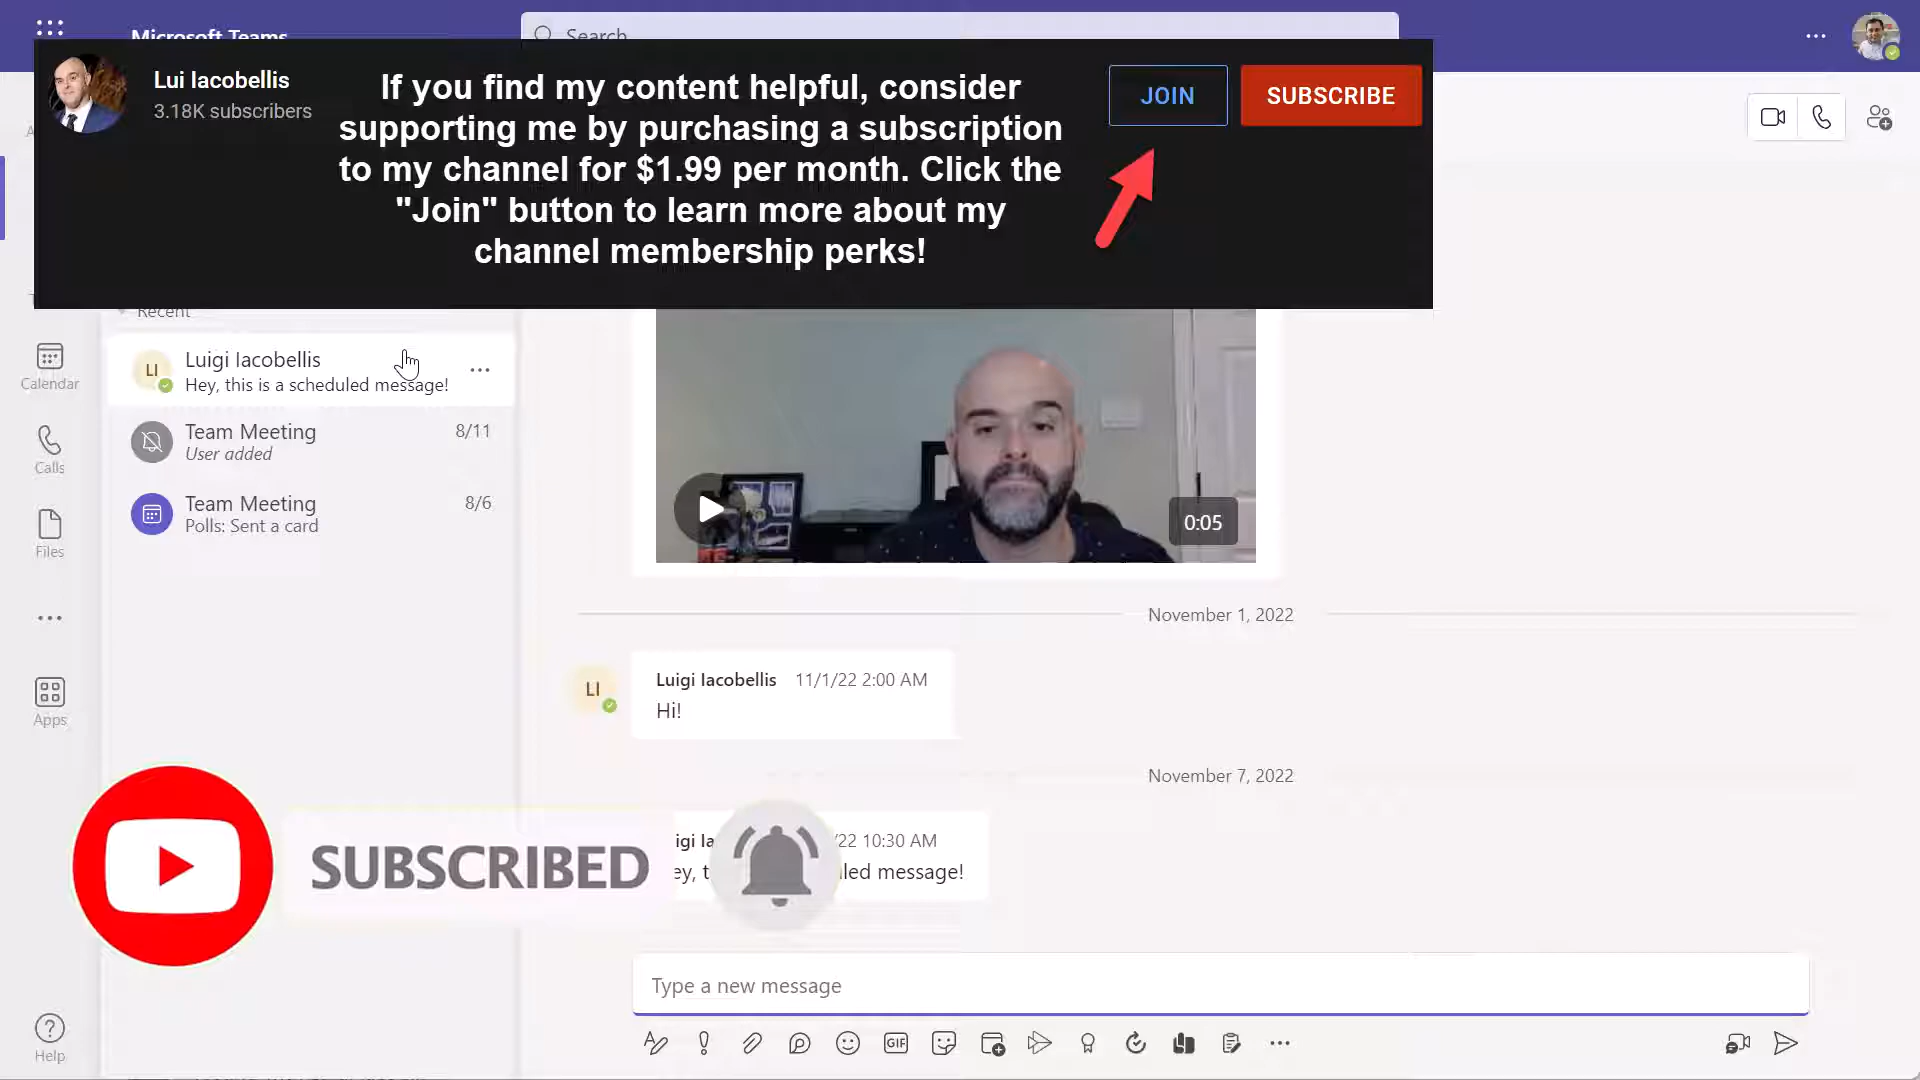 Microsoft Teams
Search
Lui Iacobellis
3.18K subscribers
If you find my content helpful, consider
supporting me by purchasing a subscription
to my channel for $1.99 per month. Click the
"Join" button to learn more about my
channel membership perks!
JOIN
SUBSCRIBE
Recent
LI
Luigi Iacobellis
Hey, this is a scheduled message!
Team Meeting
8/11
User added
Team Meeting
8/6
Polls: Sent a card
Calendar
Calls
Files
Apps
Help
0:05
November 1, 2022
LI
Luigi Iacobellis 11/1/22 2:00 AM
Hi!
November 7, 2022
igi Ia /22 10:30 AM
ey, t led message!
SUBSCRIBED
Type a new message
GIF